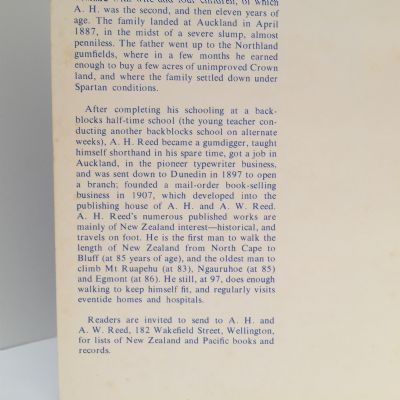 A. H. was the second, and then eleven years of
age. The family landed at Auckland in April
1887, in the midst of a severe slump, almost
penniless. The father went up to the Northland
gumfields, where in a few months he earned
enough to buy a few acres of unimproved Crown
land, and where the family settled down under
Spartan conditions.
After completing his schooling at a back-
blocks half-time school (the young teacher con-
ducting another backblocks school on alternate
weeks), A. H. Reed became a gumdigger, taught
himself shorthand in his spare time, got a job in
Auckland, in the pioneer typewriter business,
and was sent down to Dunedin in 1897 to open
a branch; founded a mail-order book-selling
business in 1907, which developed into the
publishing house of A. H. and A. W. Reed.
A. H. Reed's numerous published works are
mainly of New Zealand interest—historical, and
travels on foot. He is the first man to walk the
length of New Zealand from North Cape to
Bluff (at 85 years of age), and the oldest man to
climb Mt Ruapehu (at 83), Ngauruhoe (at 85)
and Egmont (at 86). He still, at 97, does enough
walking to keep himself fit, and regularly visits
eventide homes and hospitals.
Readers are invited to send to A. H. and
A. W. Reed, 182 Wakefield Street, Wellington,
for lists of New Zealand and Pacific books and
records.